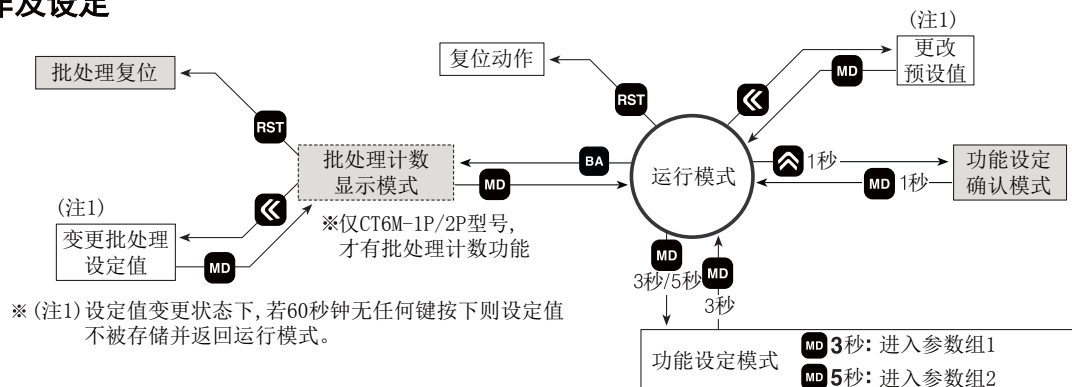 作及设定
(注1)
更改
预设值
MD
复位动作
RST
批处理复位
RST
批处理计数
显示模式
BA
MD
运行模式
1秒
MD 1秒
功能设定
确认模式
(注1)
变更批处理
设定值
MD
※仅CT6M-1P/2P型号,
才有批处理计数功能
MD
3秒/5秒
MD
3秒
※(注1)设定值变更状态下,若60秒钟无任何键按下则设定值
不被存储并返回运行模式。
功能设定模式
MD 3秒: 进入参数组1
MD 5秒: 进入参数组2